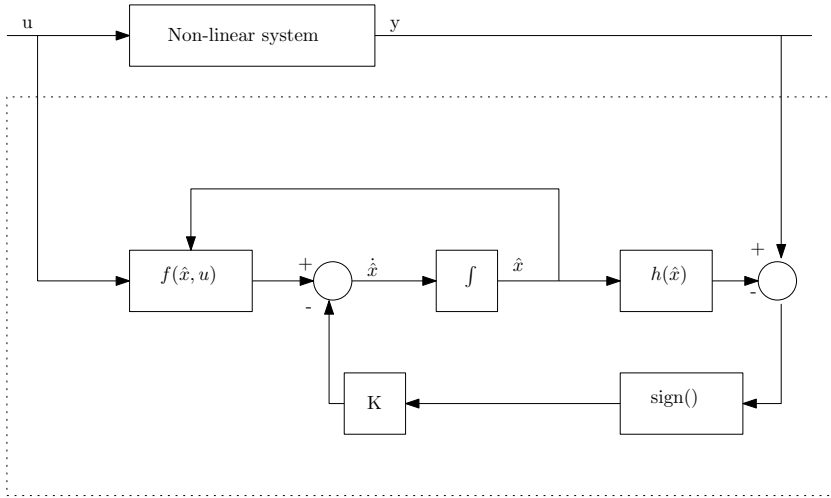 u
Non-linear system
y
+
f(x̂, u)
+
ẋ̂
∫
x̂
h(x̂)
-
-
K
sign()